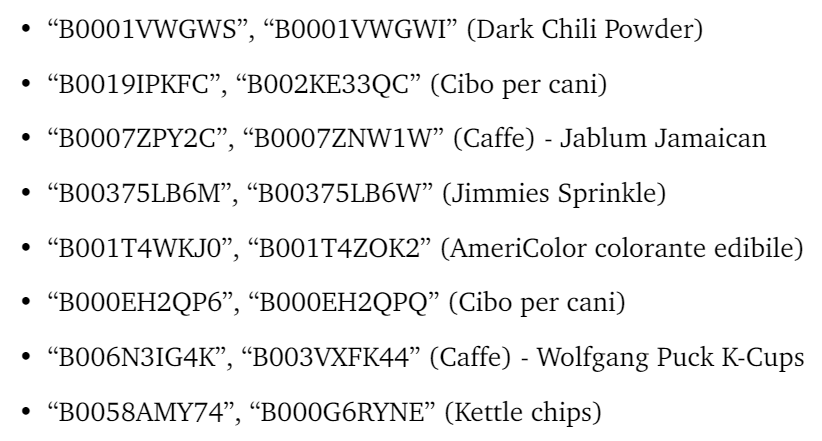 • “B0001VWGWS”, “B0001VWGWI” (Dark Chili Powder)
• “B0019IPKFC”, “B002KE33QC” (Cibo per cani)
• “B0007ZPY2C”, “B0007ZNW1W” (Caffe) - Jablum Jamaican
• “B00375LB6M”, “B00375LB6W” (Jimmies Sprinkle)
• “B001T4WKJ0”, “B001T4ZOK2” (AmeriColor colorante edibile)
• “B000EH2QP6”, “B000EH2QPQ” (Cibo per cani)
• “B006N3IG4K”, “B003VXFK44” (Caffe) - Wolfgang Puck K-Cups
• “B0058AMY74”, “B000G6RYNE” (Kettle chips)